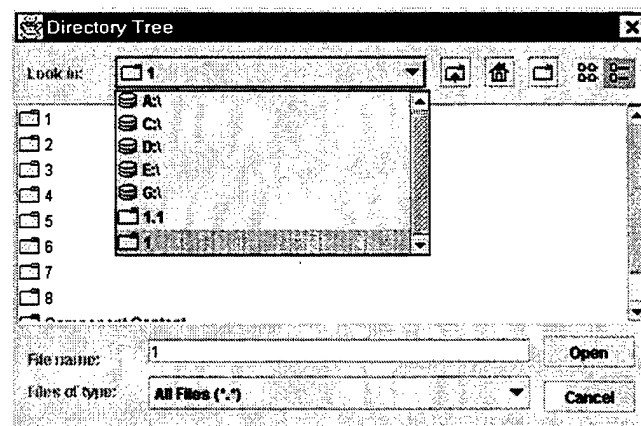 Directory Tree
Look in: 1
A:\
C:\
D:\
E:\
G:\
1.1
1
1
2
3
4
5
6
7
8
File name: 1
Open
Files of type: All Files (*.*)
Cancel